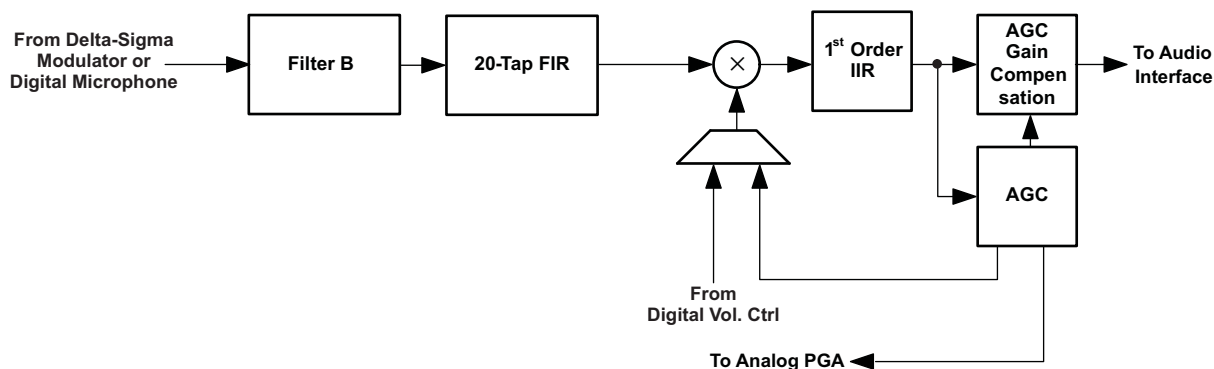 From Delta-Sigma
Modulator or
Digital Microphone
Filter B
20-Tap FIR
×
1st Order
IIR
AGC
Gain
Compen
sation
To Audio
Interface
AGC
From
Digital Vol. Ctrl
To Analog PGA